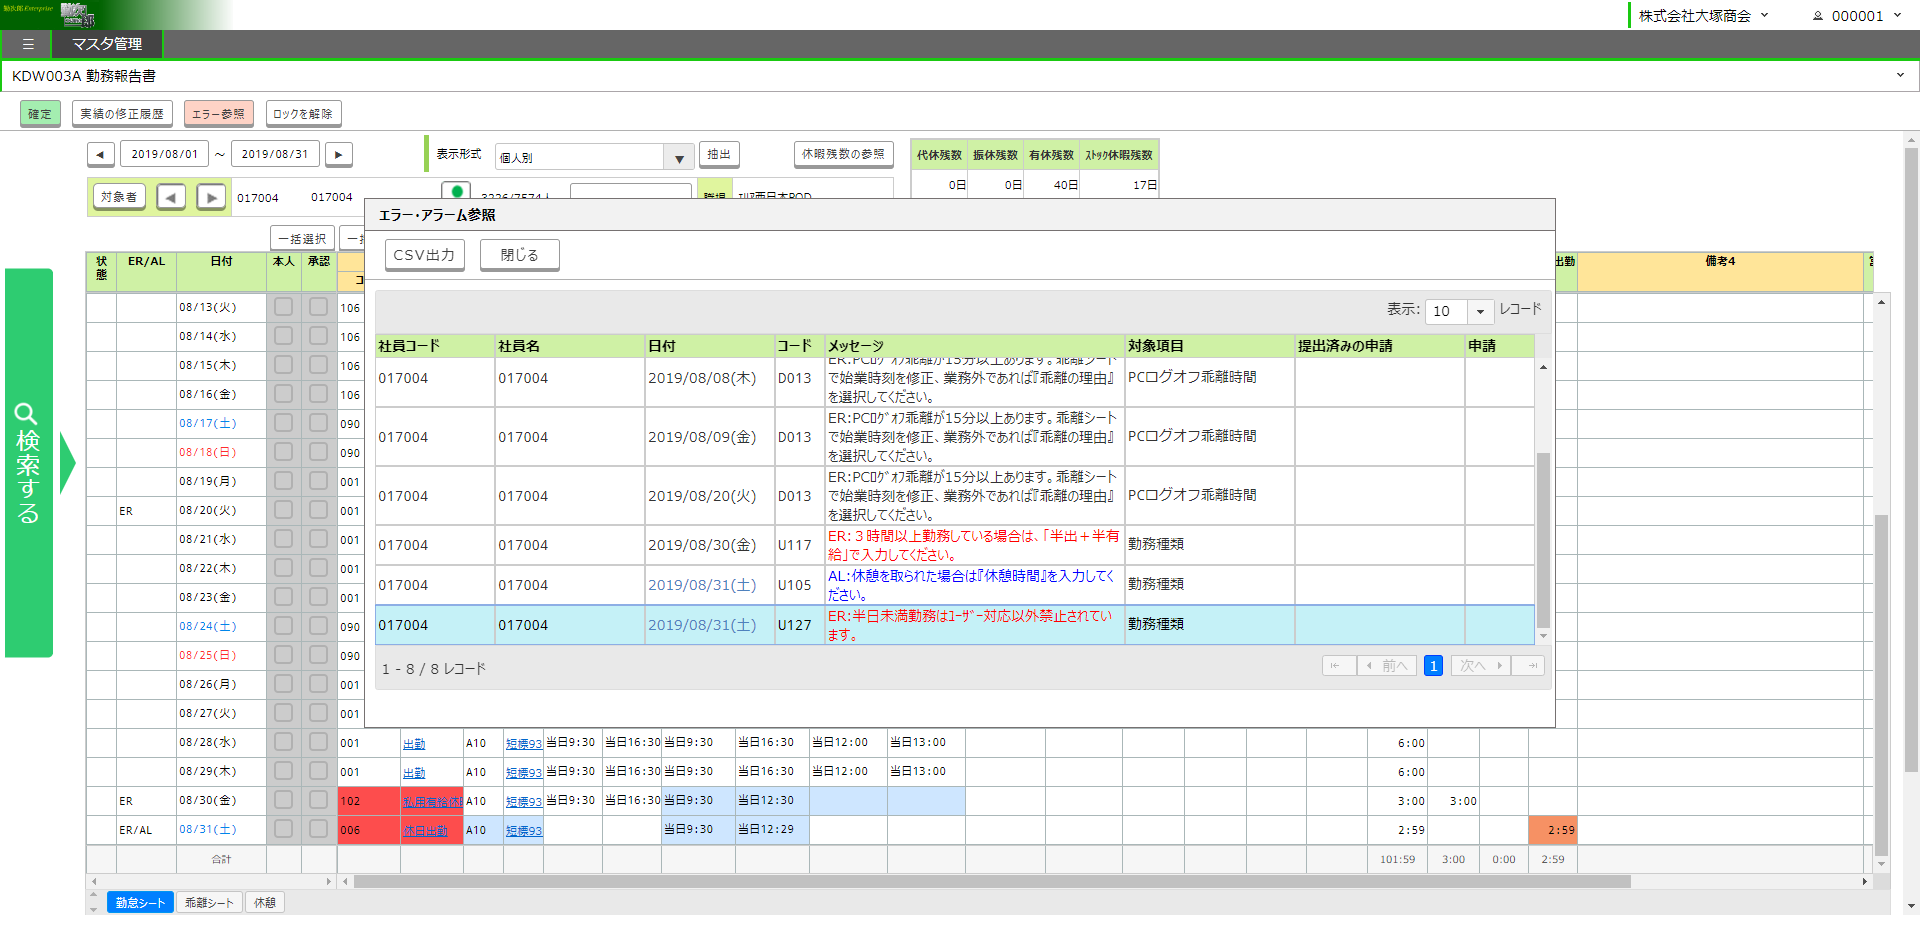 勤次郎Enterprise
株式会社大塚商会 000001
☰ マスタ管理
KDW003A 勤務報告書
確定 実績の修正履歴 エラー参照 ロックを解除
◀ 2019/08/01 ～ 2019/08/31 ▶ 表示形式 個人別 ▼ 抽出 休暇残数の参照 代休残数 振休残数 有休残数 ｽﾄｯｸ休暇残数
0日 0日 40日 17日
対象者 ◀ ▶ 017004 017004
一括選択
エラー・アラーム参照
CSV出力 閉じる
表示: 10 レコード
社員コード 社員名 日付 コード メッセージ 対象項目 提出済みの申請 申請
ER:PCﾛｸﾞｵﾌ乖離が15分以上あります。乖離シート
017004 017004 2019/08/08(木) D013 で始業時刻を修正、業務外であれば『乖離の理由』 PCログオフ乖離時間
を選択してください。
ER:PCﾛｸﾞｵﾌ乖離が15分以上あります。乖離シート
017004 017004 2019/08/09(金) D013 で始業時刻を修正、業務外であれば『乖離の理由』 PCログオフ乖離時間
を選択してください。
ER:PCﾛｸﾞｵﾌ乖離が15分以上あります。乖離シート
017004 017004 2019/08/20(火) D013 で始業時刻を修正、業務外であれば『乖離の理由』 PCログオフ乖離時間
を選択してください。
017004 017004 2019/08/30(金) U117 ER:３時間以上勤務している場合は、「半出＋半有 勤務種類
給」で入力してください。
017004 017004 2019/08/31(土) U105 AL:休憩を取られた場合は『休憩時間』を入力してく 勤務種類
ださい。
017004 017004 2019/08/31(土) U127 ER:半日未満勤務はﾕｰｻﾞｰ対応以外禁止されてい 勤務種類
ます。
1 - 8 / 8 レコード 前へ 1 次へ
状態 ER/AL 日付 本人 承認 出勤 備考4
08/13(火) 106
08/14(水) 106
08/15(木) 106
08/16(金) 106
08/17(土) 090
08/18(日) 090
08/19(月) 001
ER 08/20(火) 001
08/21(水) 001
08/22(木) 001
08/23(金) 001
08/24(土) 090
08/25(日) 090
08/26(月) 001
08/27(火) 001
08/28(水) 001 出勤 A10 短標93 当日9:30 当日16:30 当日9:30 当日16:30 当日12:00 当日13:00 6:00
08/29(木) 001 出勤 A10 短標93 当日9:30 当日16:30 当日9:30 当日16:30 当日12:00 当日13:00 6:00
ER 08/30(金) 102 私用有給休 A10 短標93 当日9:30 当日16:30 当日9:30 当日12:30 3:00 3:00
ER/AL 08/31(土) 006 休日出勤 A10 短標93 当日9:30 当日12:29 2:59 2:59
合計 101:59 3:00 0:00 2:59
勤怠シート 乖離シート 休憩
検索する